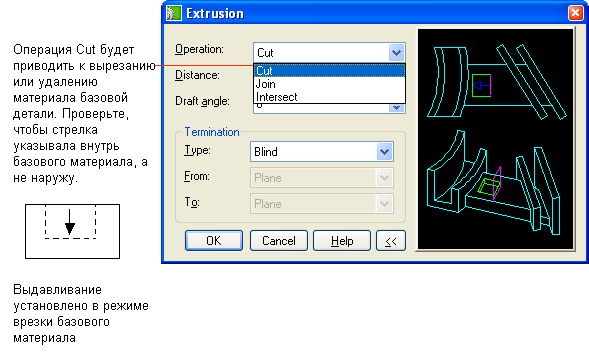 Extrusion
Операция Cut будет
приводить к вырезанию
или удалению
материала базовой
детали. Проверьте,
чтобы стрелка
указывала внутрь
базового материала, а
не наружу.
Operation:
Cut
Cut
Join
Intersect
Distance:
Draft angle:
Termination
Type:
Blind
From:
Plane
To:
Plane
OK
Cancel
Help
<<
Выдавливание
установлено в режиме
врезки базового
материала